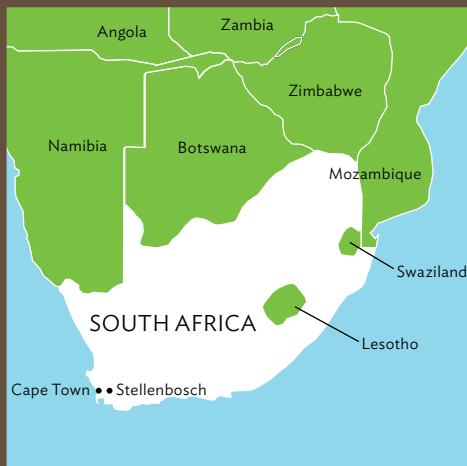 Angola
Zambia
Zimbabwe
Namibia
Botswana
Mozambique
Swaziland
SOUTH AFRICA
Lesotho
Cape Town
Stellenbosch